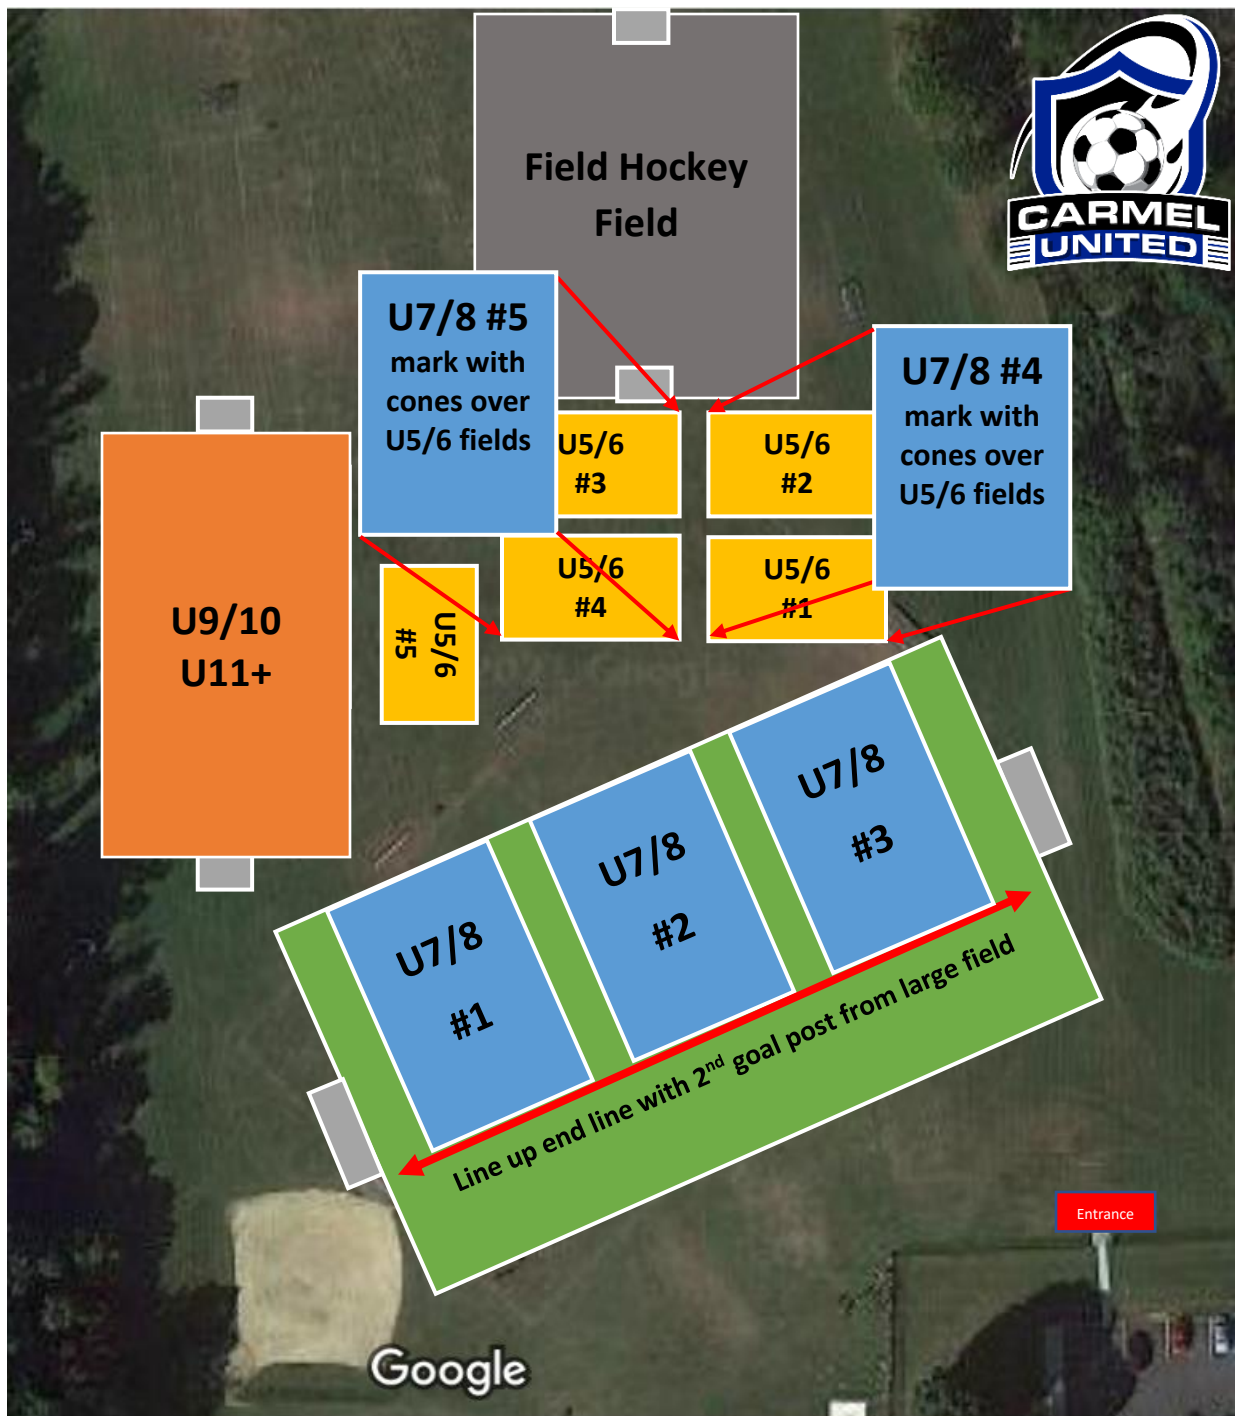 CARMEL
UNITED
Field Hockey
Field
U7/8 #5
mark with
cones over
U5/6 fields
U7/8 #4
mark with
cones over
U5/6 fields
U5/6
#3
U5/6
#2
U5/6
#4
U5/6
#1
U5/6
#5
U9/10
U11+
U7/8
#3
U7/8
#2
U7/8
#1
Line up end line with 2nd goal post from large field
Entrance
Google